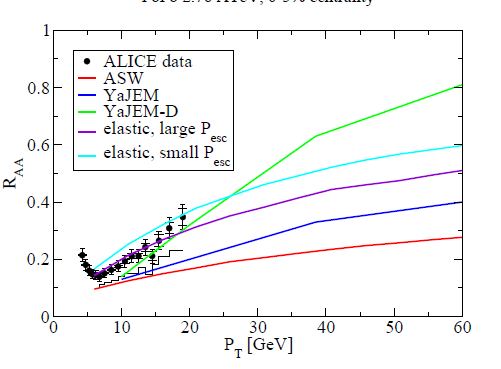 1
0.8
0.6
0.4
0.2
0
0 10 20 30 40 50 60
R_AA
P_T [GeV]
ALICE data
ASW
YaJEM
YaJEM-D
elastic, large P_esc
elastic, small P_esc